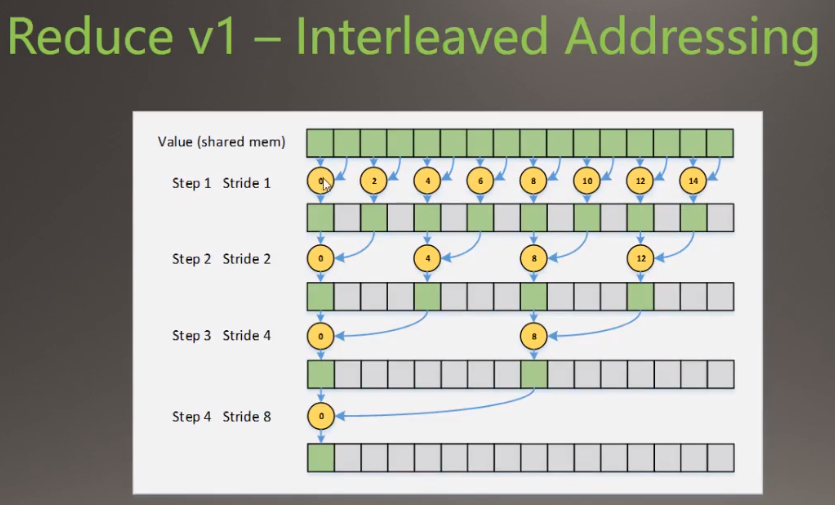 Reduce v1 – Interleaved Addressing
Value (shared mem)
Step 1 Stride 1
0 2 4 6 8 10 12 14
Step 2 Stride 2
0 4 8 12
Step 3 Stride 4
0 8
Step 4 Stride 8
0